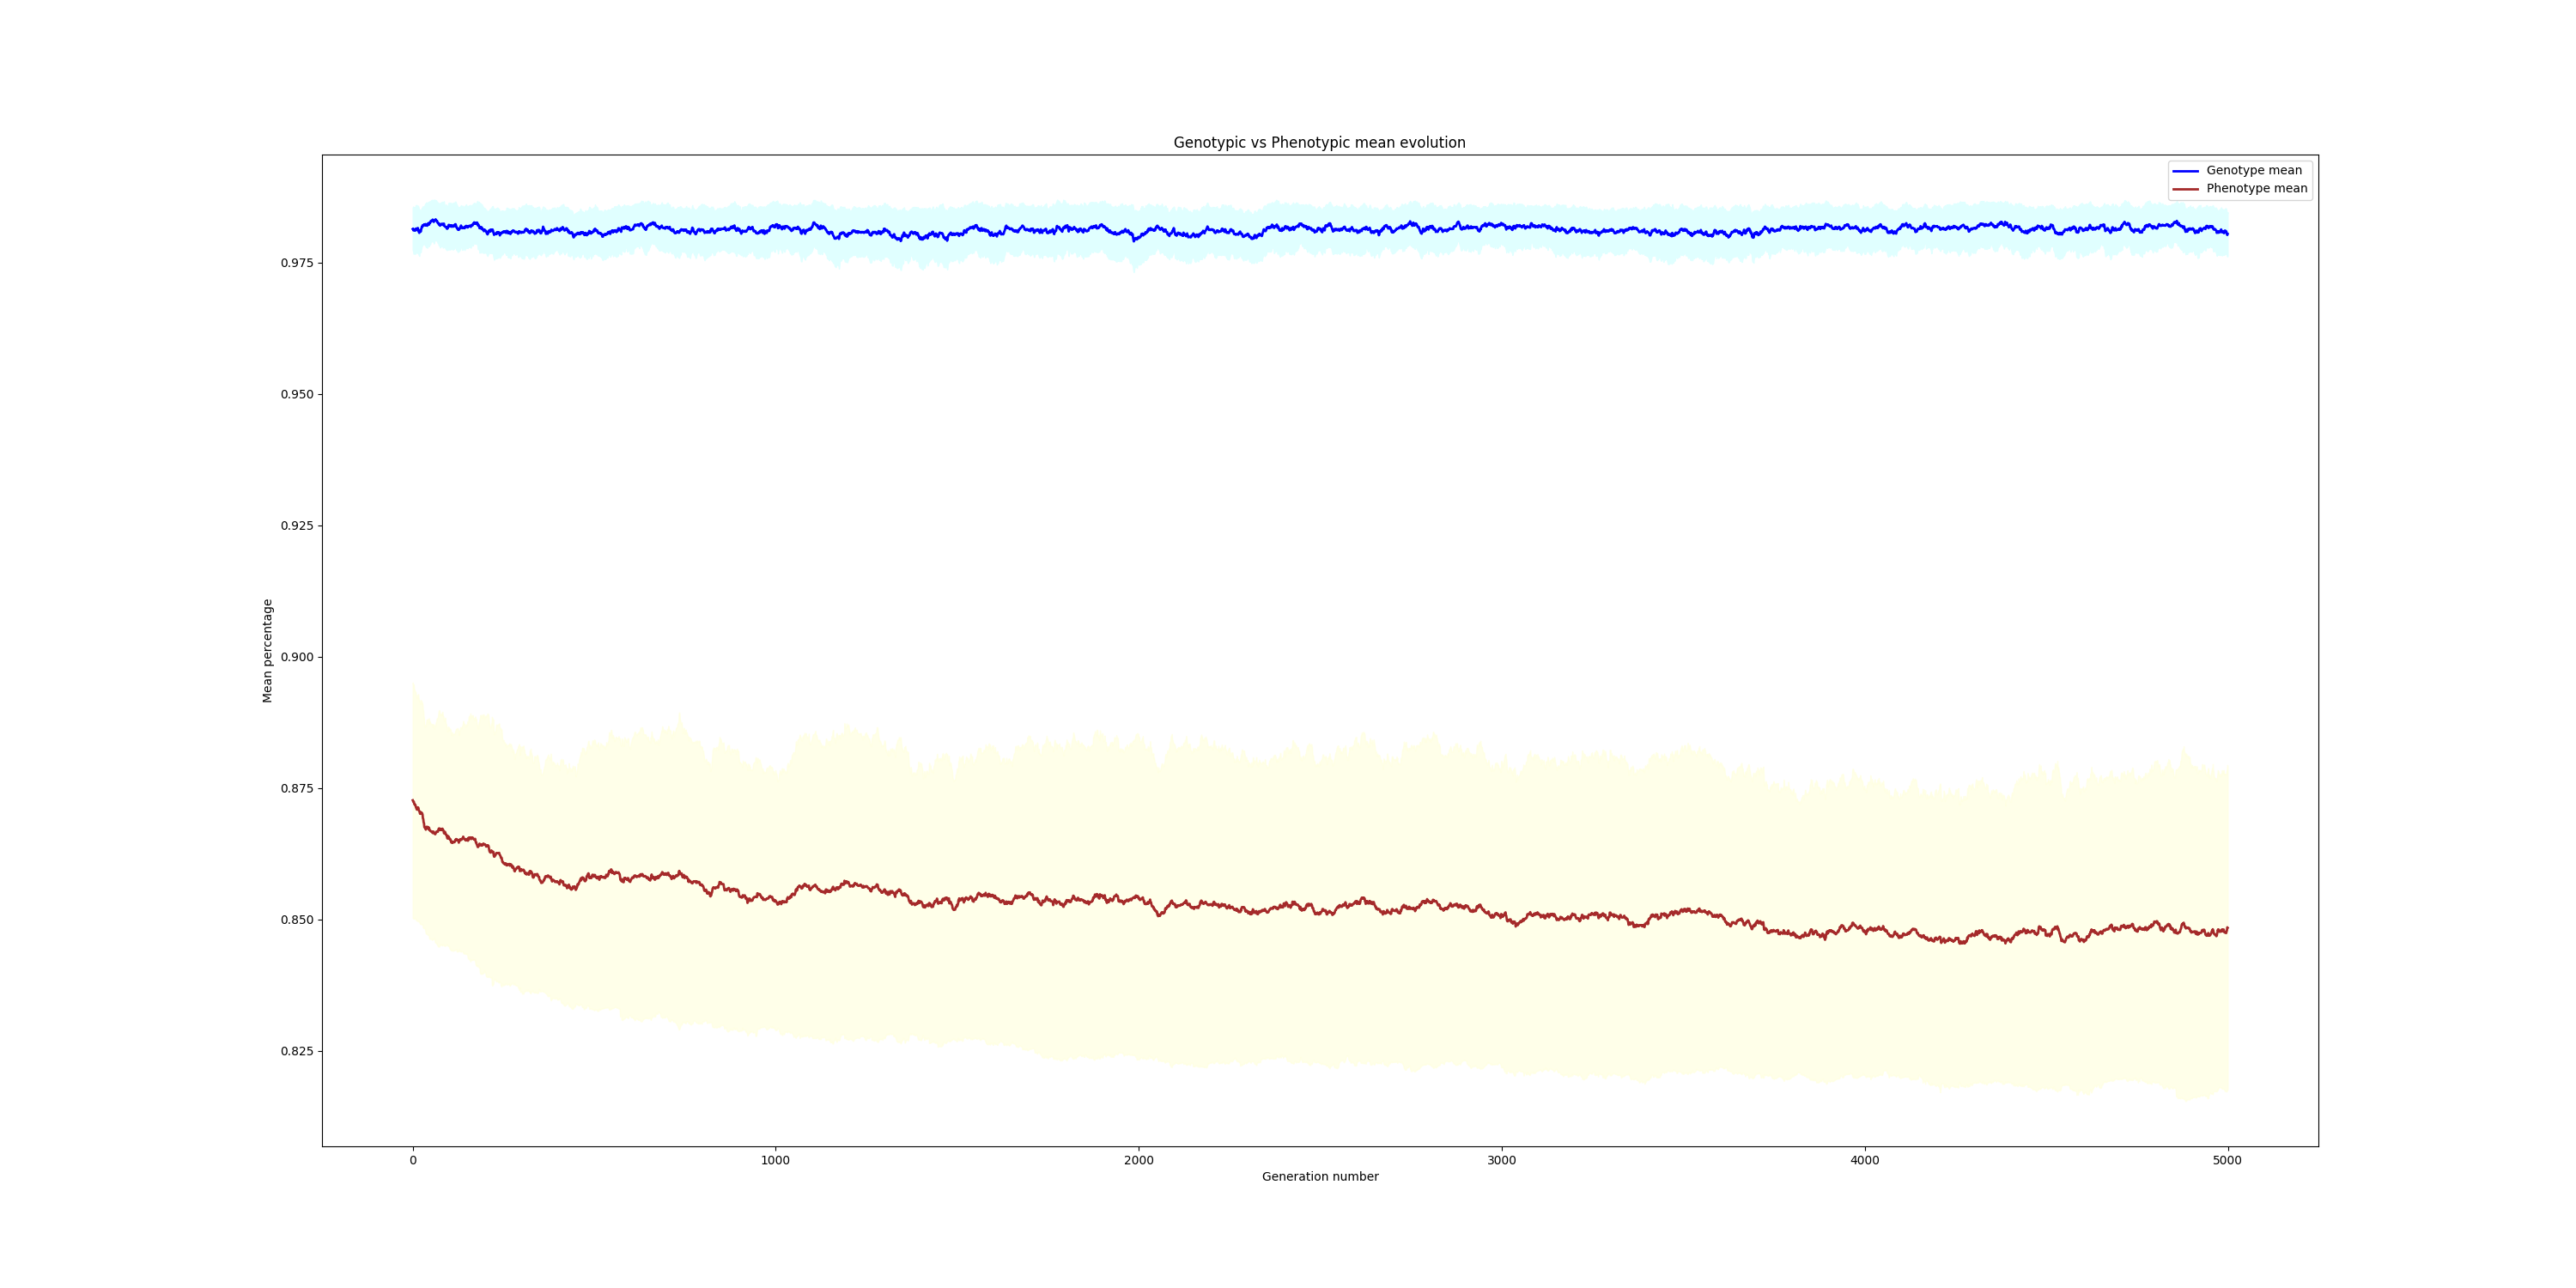 Genotypic vs Phenotypic mean evolution
Genotype mean
Phenotype mean
0.975
0.950
0.925
0.900
0.875
0.850
0.825
Mean percentage
0 1000 2000 3000 4000 5000
Generation number